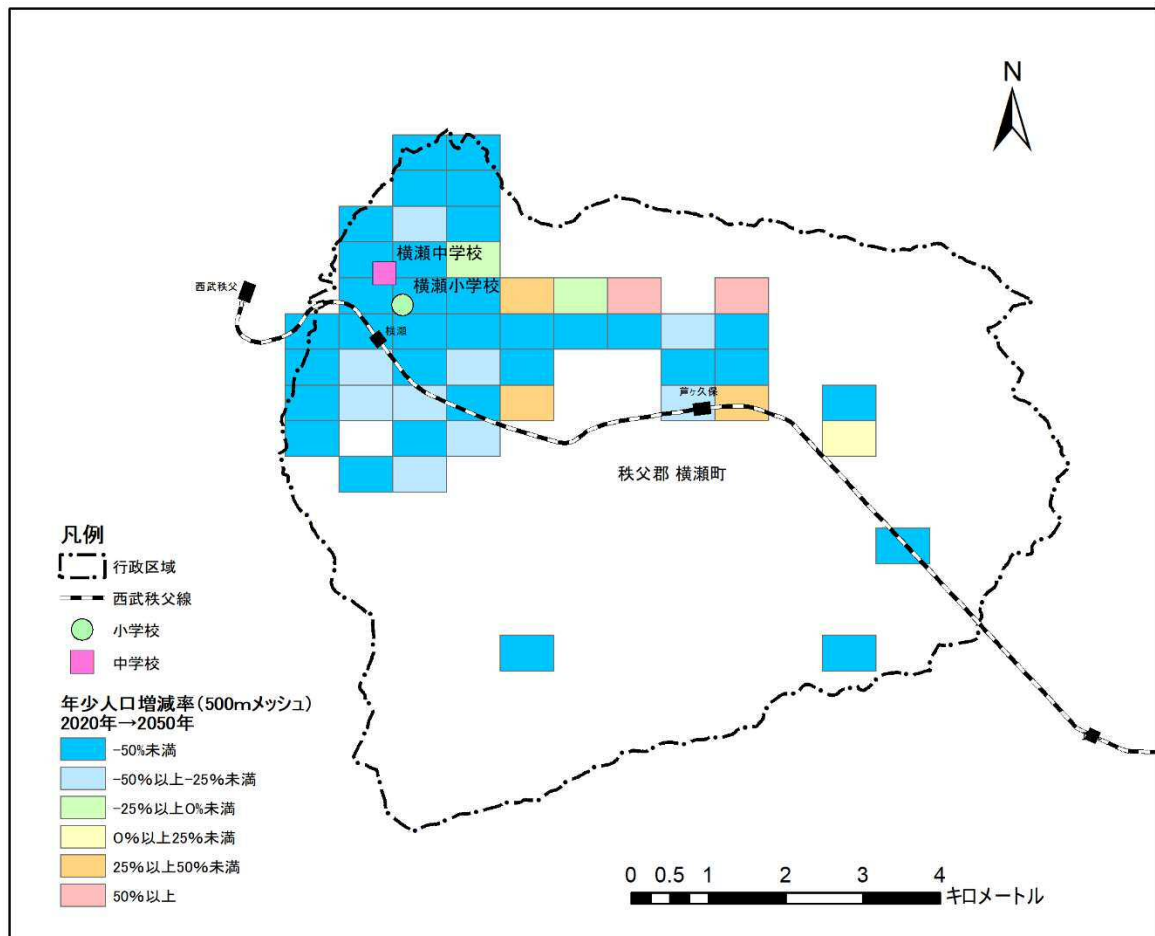 N
横瀬中学校
西武秩父
横瀬小学校
横瀬
芦ヶ久保
秩父郡 横瀬町
凡例
行政区域
西武秩父線
小学校
中学校
年少人口増減率(500mメッシュ)
2020年→2050年
-50%未満
-50%以上-25%未満
-25%以上0%未満
0%以上25%未満
25%以上50%未満
50%以上
0 0.5 1 2 3 4
キロメートル